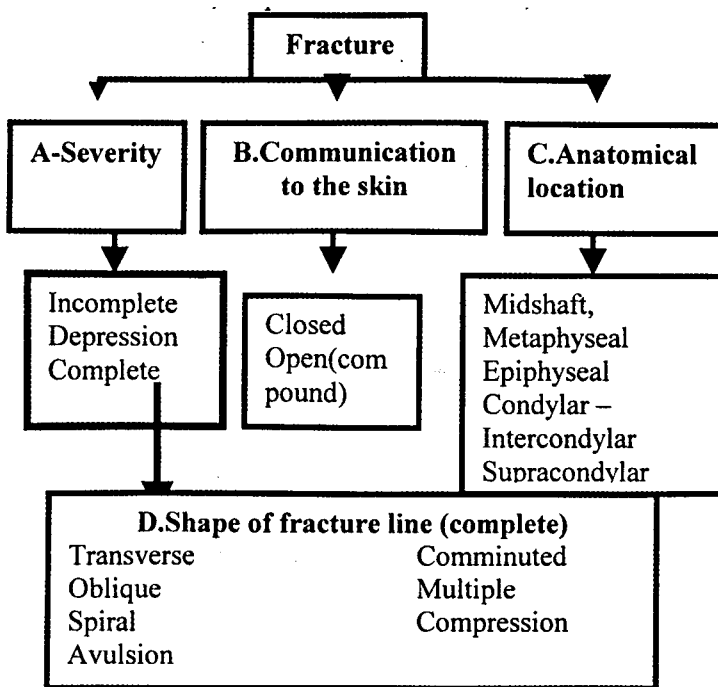 Fracture
A-Severity
B.Communication
to the skin
C.Anatomical
location
Incomplete
Depression
Complete
Closed
Open(com
pound)
Midshaft,
Metaphyseal
Epiphyseal
Condylar –
Intercondylar
Supracondylar
D.Shape of fracture line (complete)
Transverse
Oblique
Spiral
Avulsion
Comminuted
Multiple
Compression